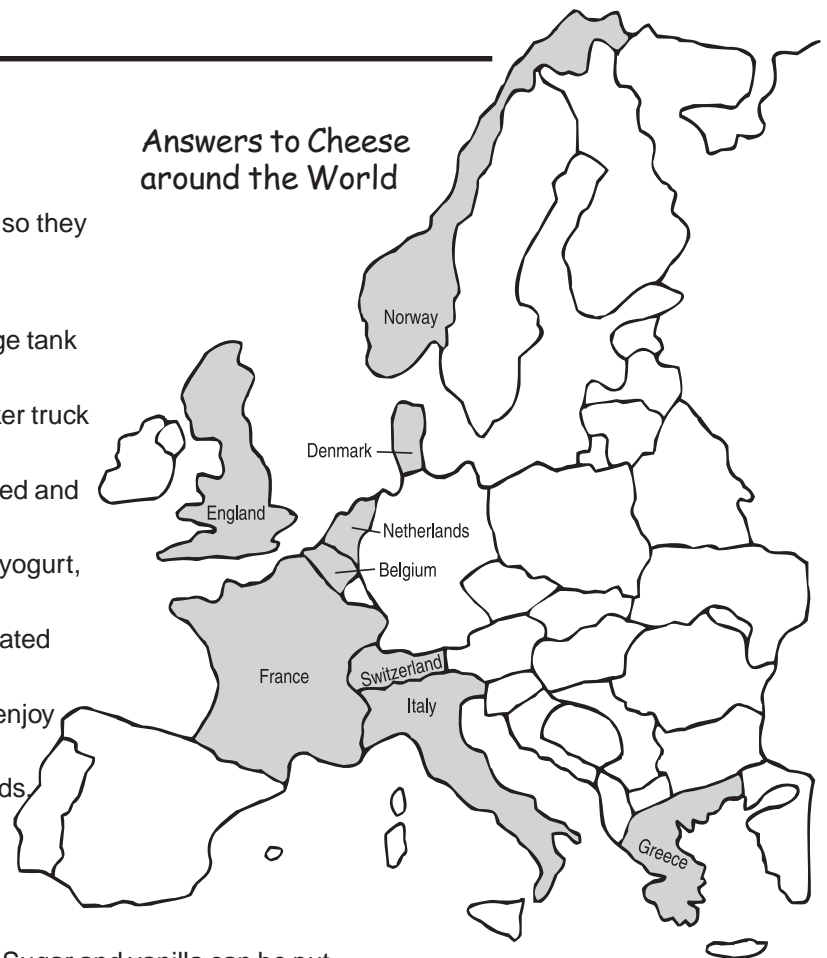 Answers to Cheese
around the World
so they
ge tank
ker truck
ed and
yogurt,
ated
enjoy
ds.
Norway
Denmark
England
Netherlands
Belgium
France
Switzerland
Italy
Greece
Sugar and vanilla can be put